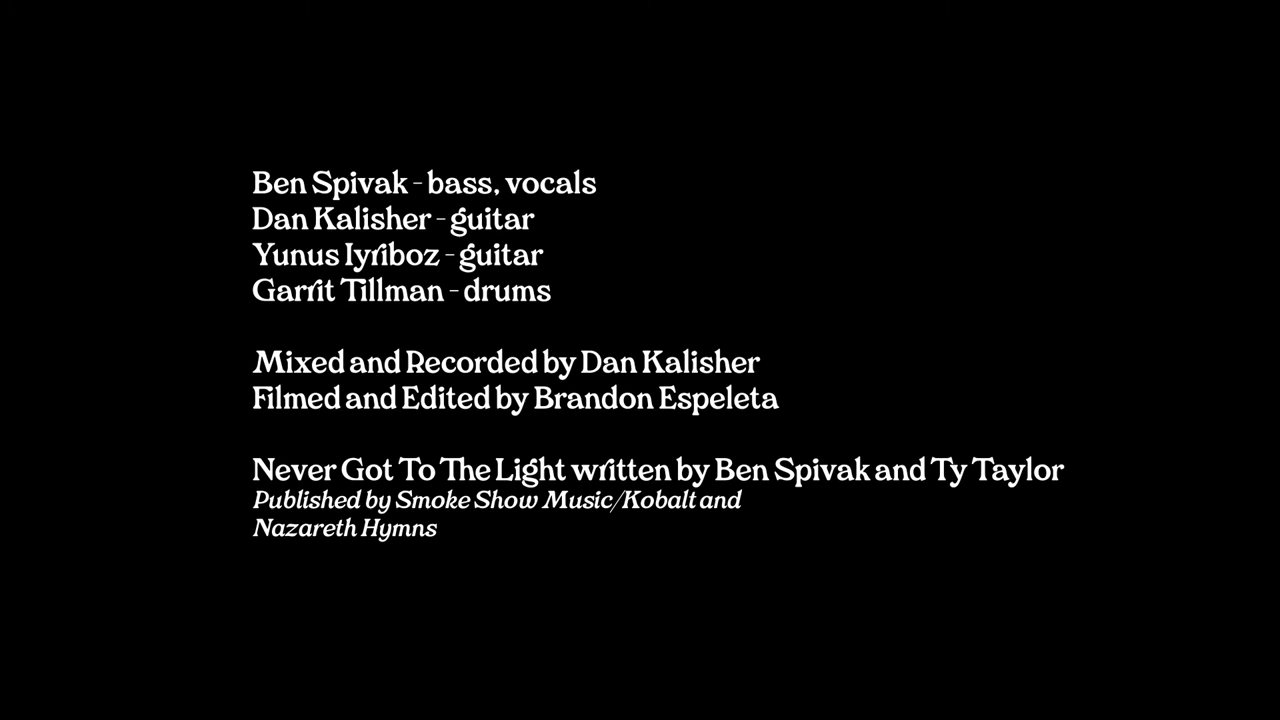 Ben Spivak - bass, vocals
Dan Kalisher - guitar
Yunus Iyriboz - guitar
Garrit Tillman - drums
Mixed and Recorded by Dan Kalisher
Filmed and Edited by Brandon Espeleta
Never Got To The Light written by Ben Spivak and Ty Taylor
Published by Smoke Show Music/Kobalt and
Nazareth Hymns